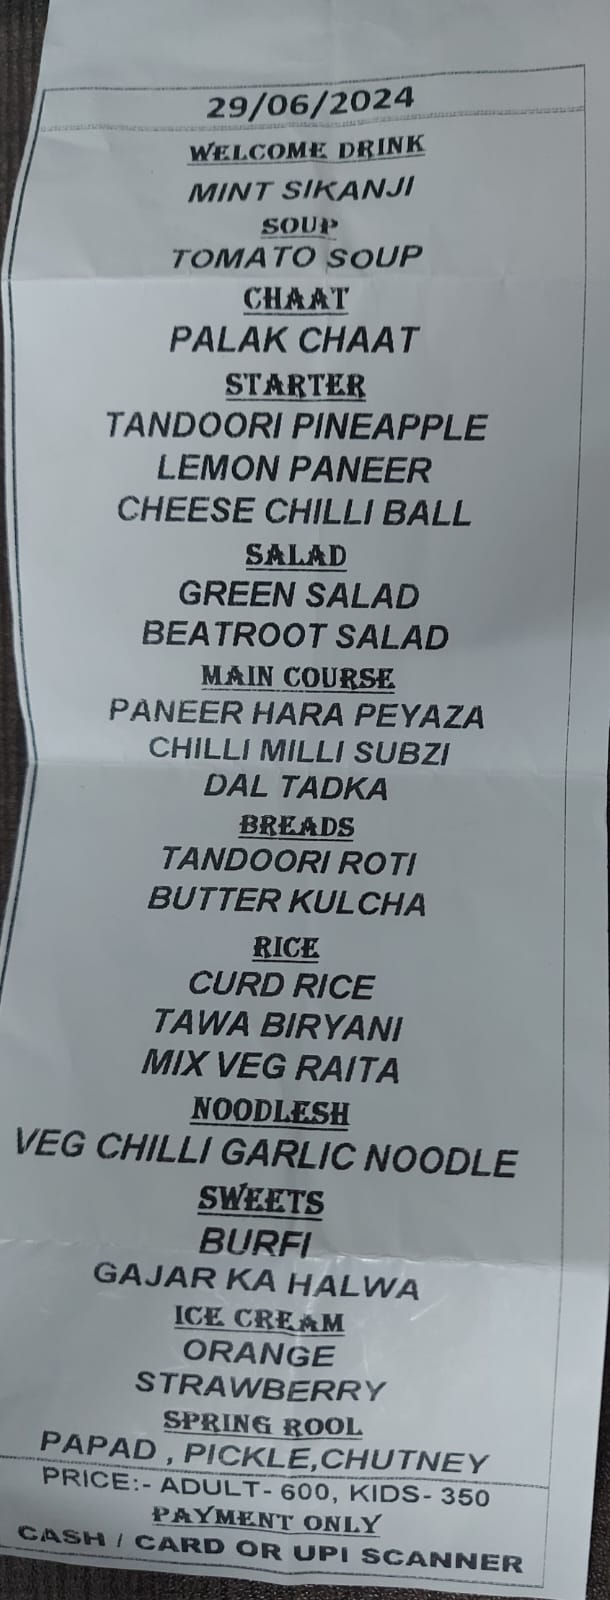 29/06/2024
WELCOME DRINK
MINT SIKANJI
SOUP
TOMATO SOUP
CHAAT
PALAK CHAAT
STARTER
TANDOORI PINEAPPLE
LEMON PANEER
CHEESE CHILLI BALL
SALAD
GREEN SALAD
BEATROOT SALAD
MAIN COURSE
PANEER HARA PEYAZA
CHILLI MILLI SUBZI
DAL TADKA
BREADS
TANDOORI ROTI
BUTTER KULCHA
RICE
CURD RICE
TAWA BIRYANI
MIX VEG RAITA
NOODLESH
VEG CHILLI GARLIC NOODLE
SWEETS
BURFI
GAJAR KA HALWA
ICE CREAM
ORANGE
STRAWBERRY
SPRING ROOL
PAPAD , PICKLE,CHUTNEY
PRICE:- ADULT- 600, KIDS- 350
PAYMENT ONLY
CASH / CARD OR UPI SCANNER